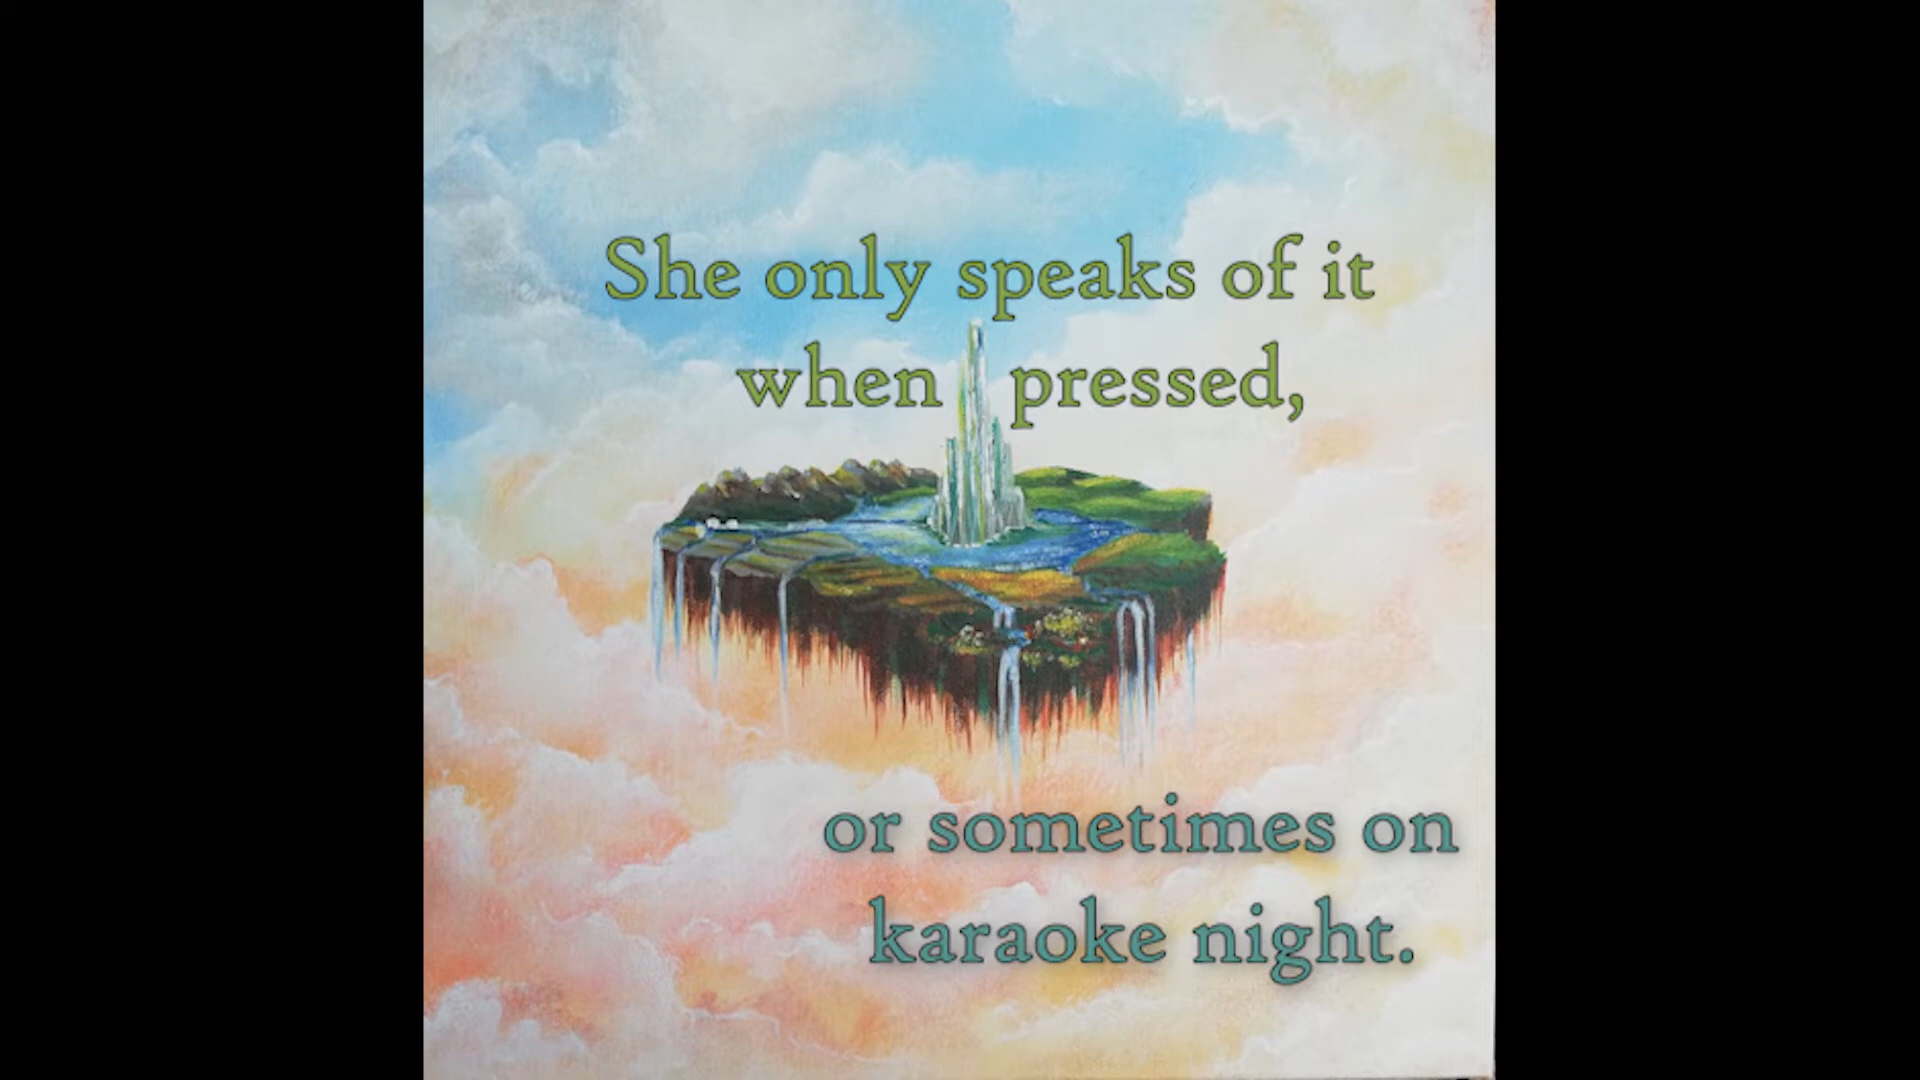 She only speaks of it
when pressed,
or sometimes on
karaoke night.